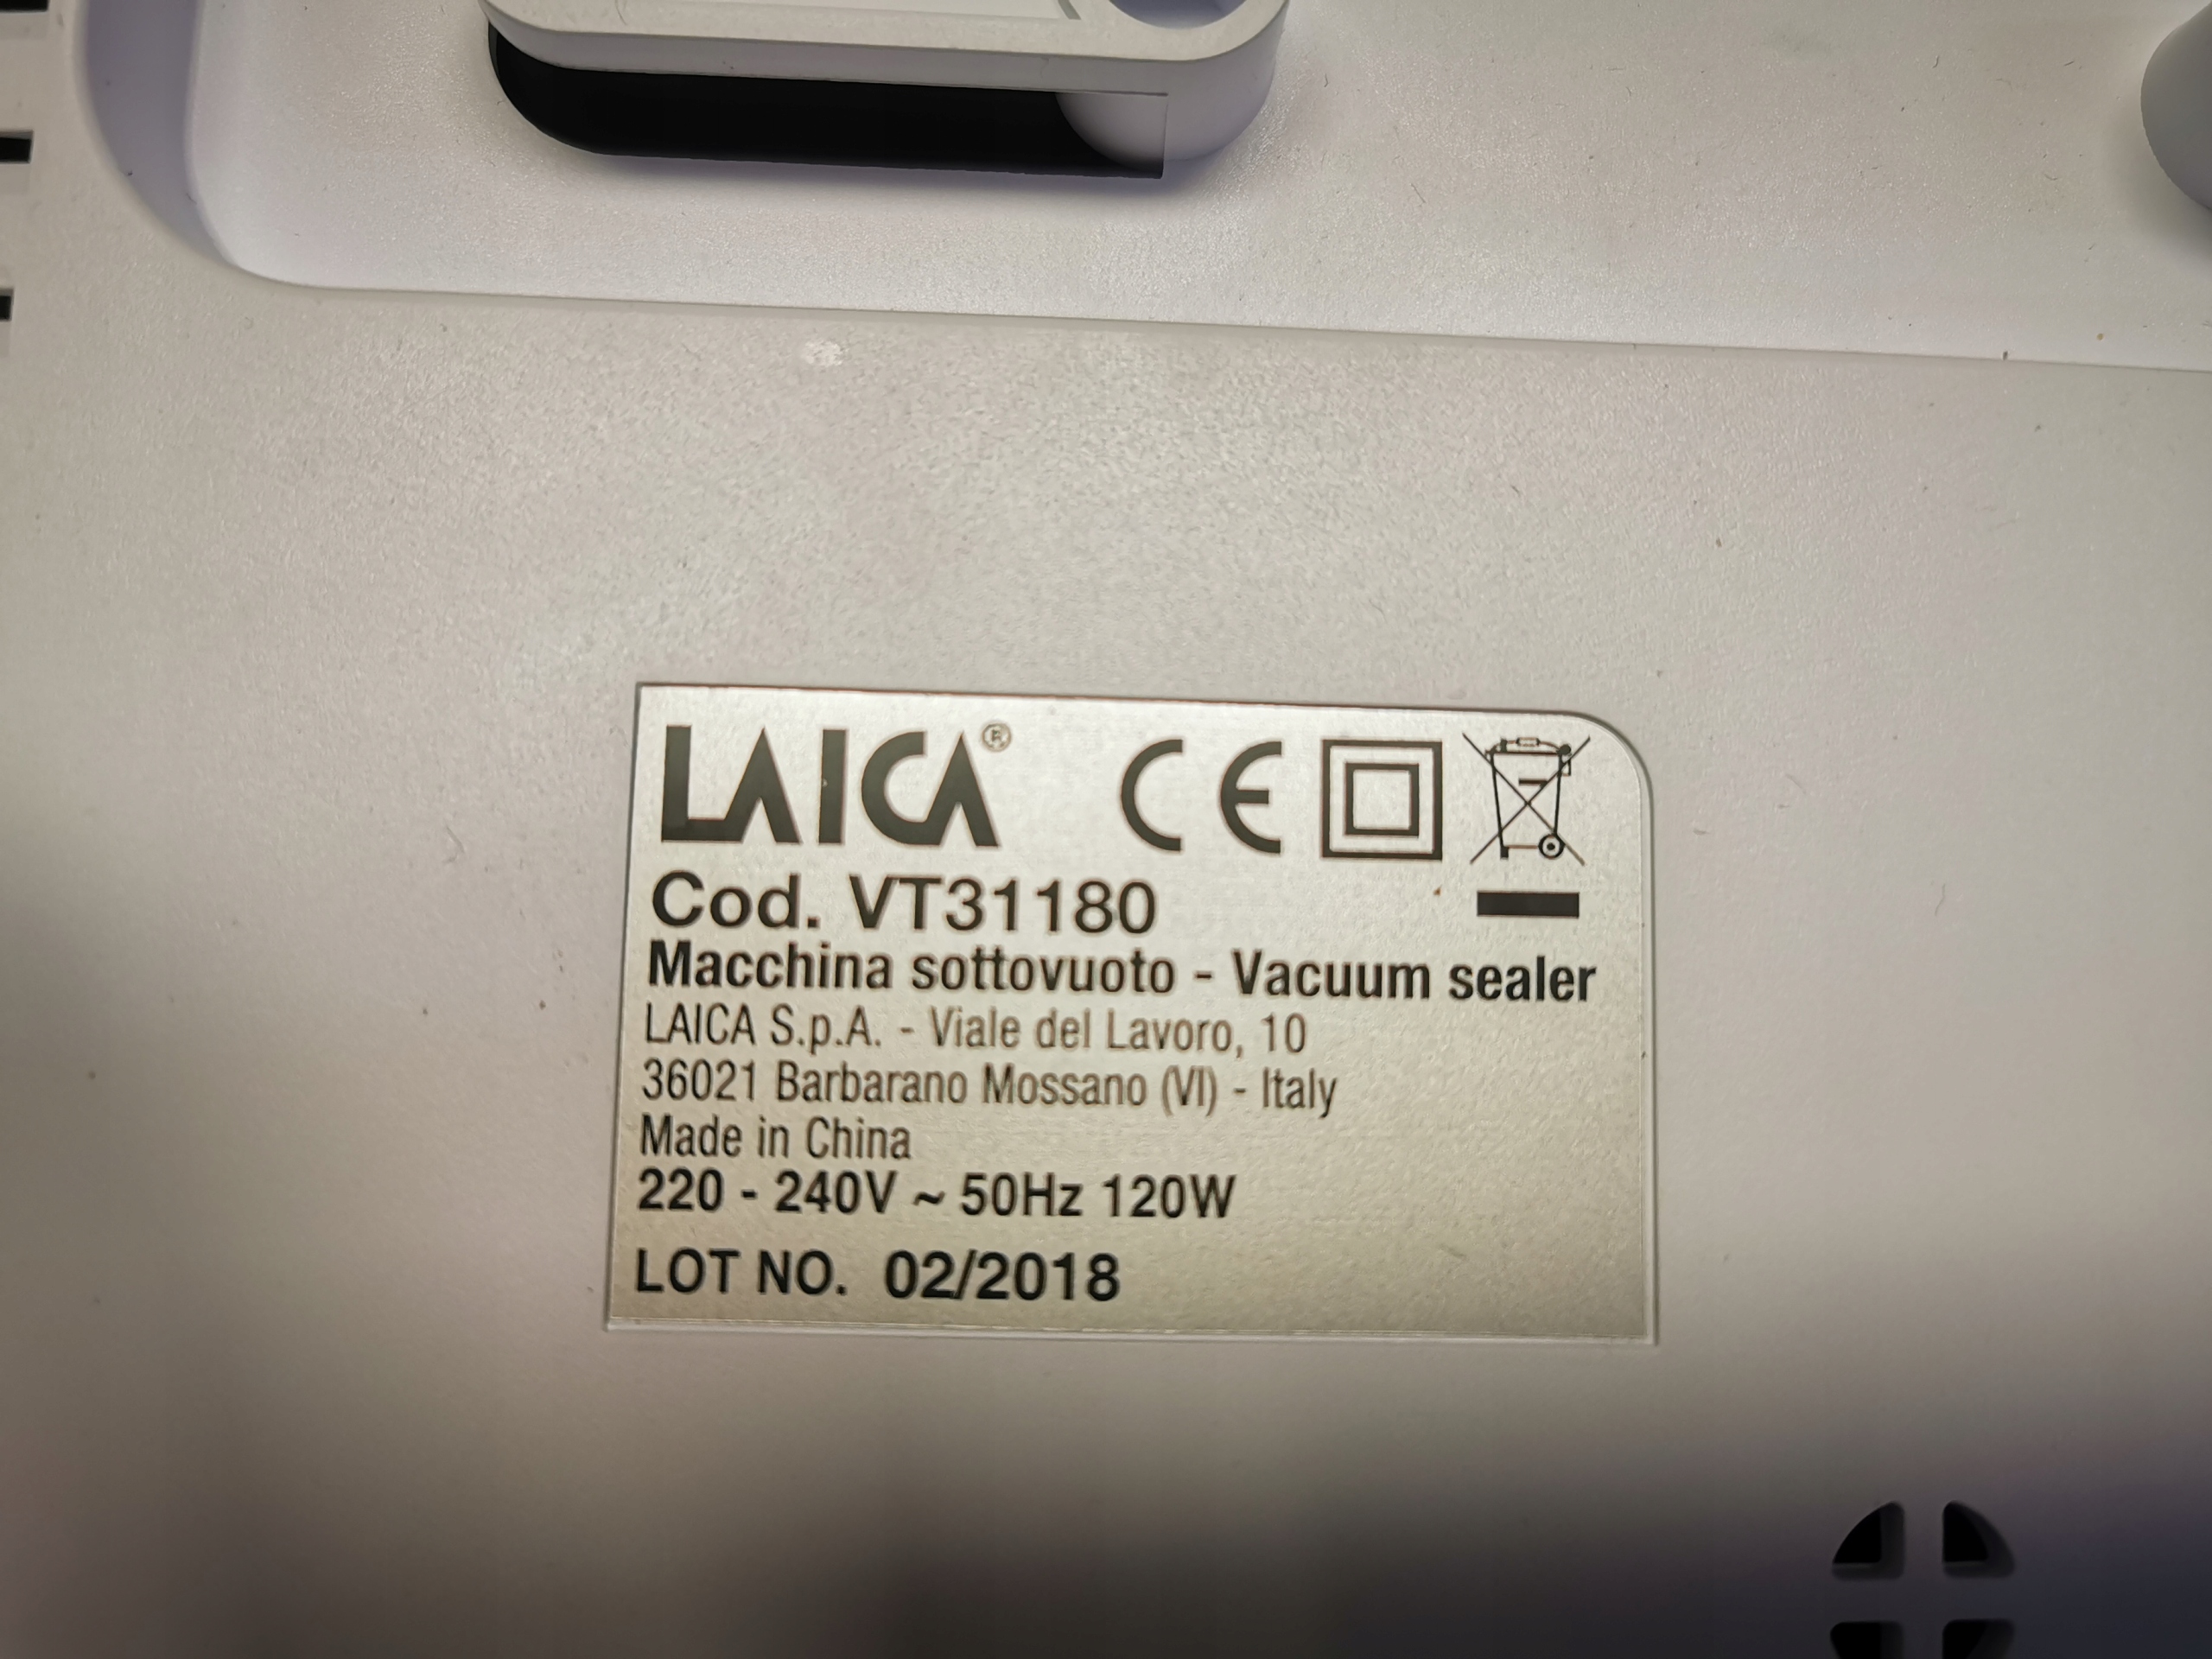 LAICA® CE
Cod. VT31180
Macchina sottovuoto - Vacuum sealer
LAICA S.p.A. - Viale del Lavoro, 10
36021 Barbarano Mossano (VI) - Italy
Made in China
220 - 240V ~ 50Hz 120W
LOT NO. 02/2018